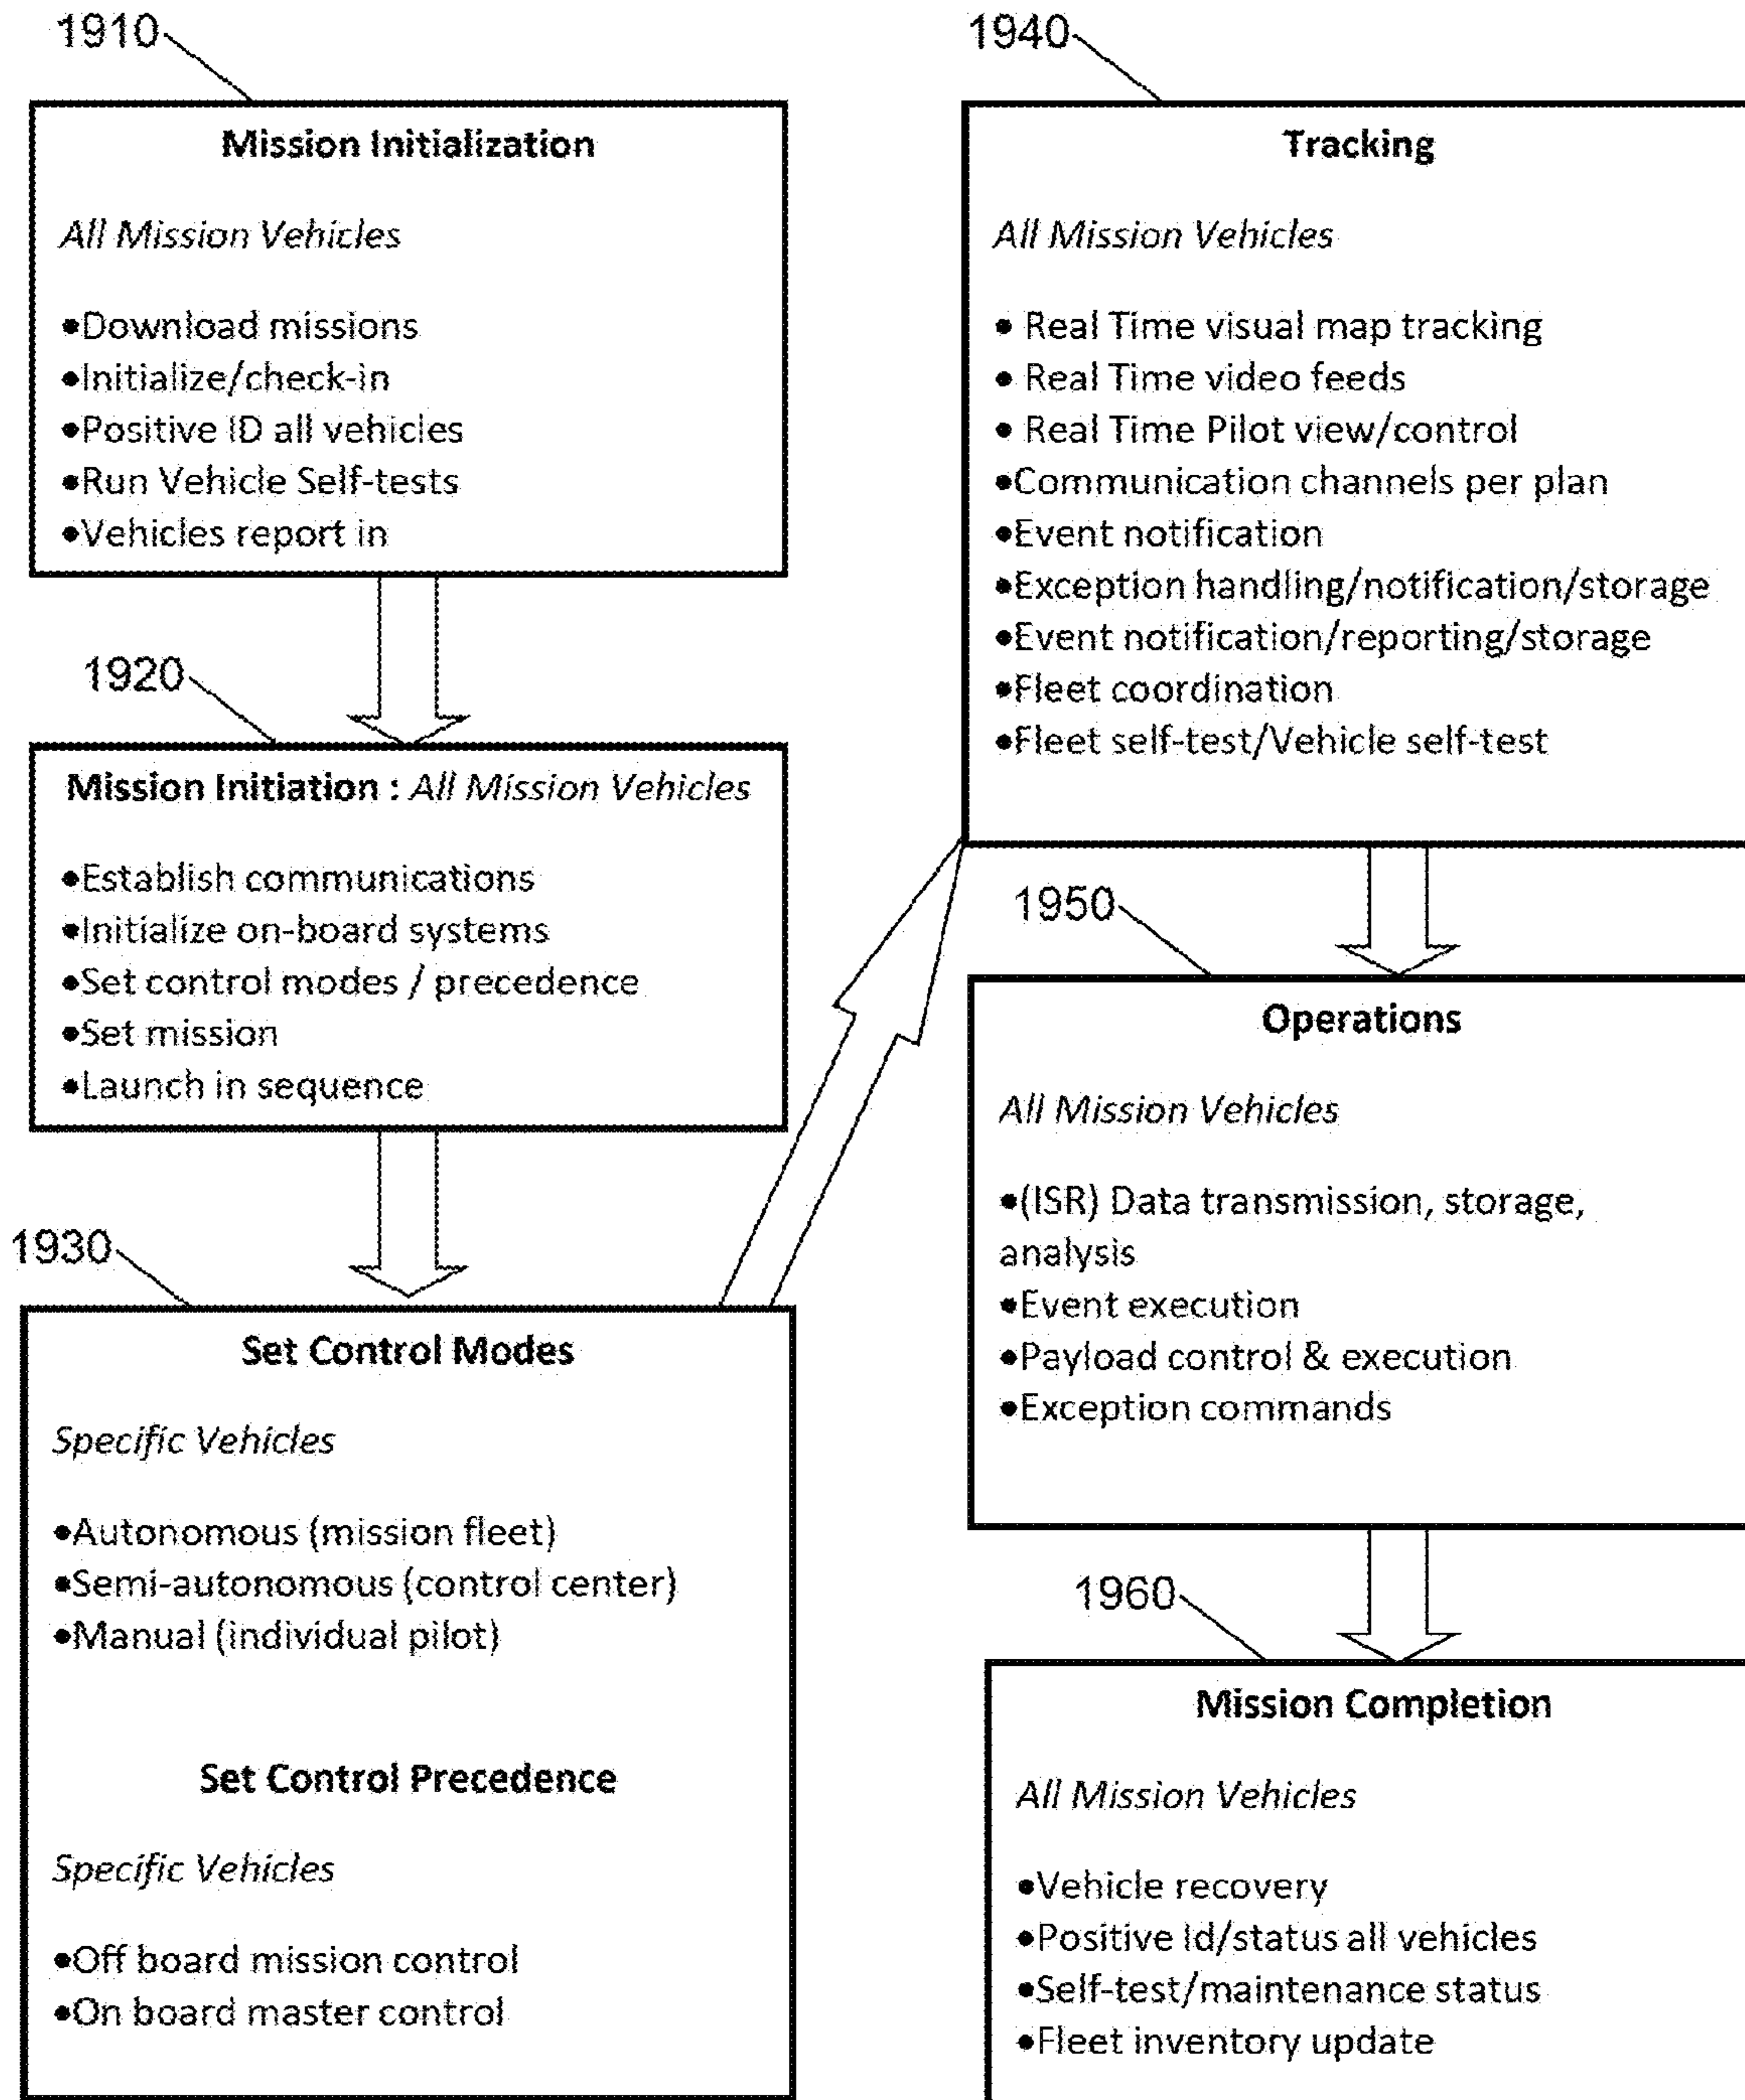 1910
Mission Initialization
All Mission Vehicles
•Download missions
•Initialize/check-in
•Positive ID all vehicles
•Run Vehicle Self-tests
•Vehicles report in
1920
Mission Initiation : All Mission Vehicles
•Establish communications
•Initialize on-board systems
•Set control modes / precedence
•Set mission
•Launch in sequence
1930
Set Control Modes
Specific Vehicles
•Autonomous (mission fleet)
•Semi-autonomous (control center)
•Manual (individual pilot)
Set Control Precedence
Specific Vehicles
•Off board mission control
•On board master control
1940
Tracking
All Mission Vehicles
• Real Time visual map tracking
• Real Time video feeds
• Real Time Pilot view/control
•Communication channels per plan
•Event notification
•Exception handling/notification/storage
•Event notification/reporting/storage
•Fleet coordination
•Fleet self-test/Vehicle self-test
1950
Operations
All Mission Vehicles
•(ISR) Data transmission, storage,
analysis
•Event execution
•Payload control & execution
•Exception commands
1960
Mission Completion
All Mission Vehicles
•Vehicle recovery
•Positive Id/status all vehicles
•Self-test/maintenance status
•Fleet inventory update